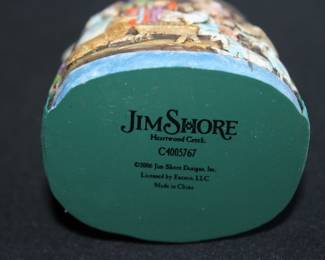 JIM SHORE
Heartwood Creek
C4005767
©2006 Jim Shore Designs, Inc.
Licensed by Enesco, LLC
Made in China